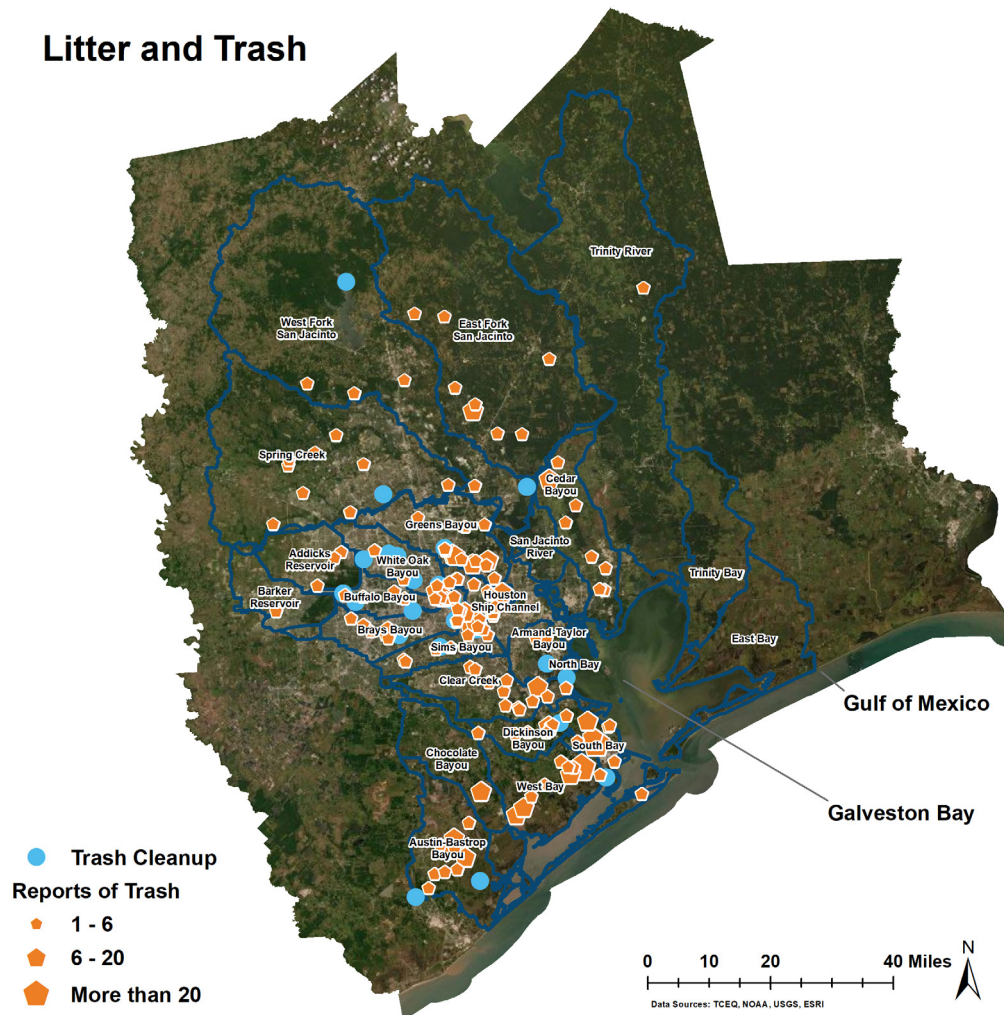 Litter and Trash
Trinity River
West Fork
San Jacinto
East Fork
San Jacinto
Spring Creek
Cedar
Bayou
Greens Bayou
San Jacinto
River
Addicks
Reservoir
White Oak
Bayou
Trinity Bay
Barker
Reservoir
Buffalo Bayou
Houston
Ship Channel
Brays Bayou
Armand-Taylor
Bayou
East Bay
Sims Bayou
North Bay
Clear Creek
Gulf of Mexico
Dickinson
Bayou
South Bay
Chocolate
Bayou
West Bay
Galveston Bay
Austin-Bastrop
Bayou
Trash Cleanup
Reports of Trash
1 - 6
6 - 20
More than 20
0 10 20 40 Miles
N
Data Sources: TCEQ, NOAA, USGS, ESRI